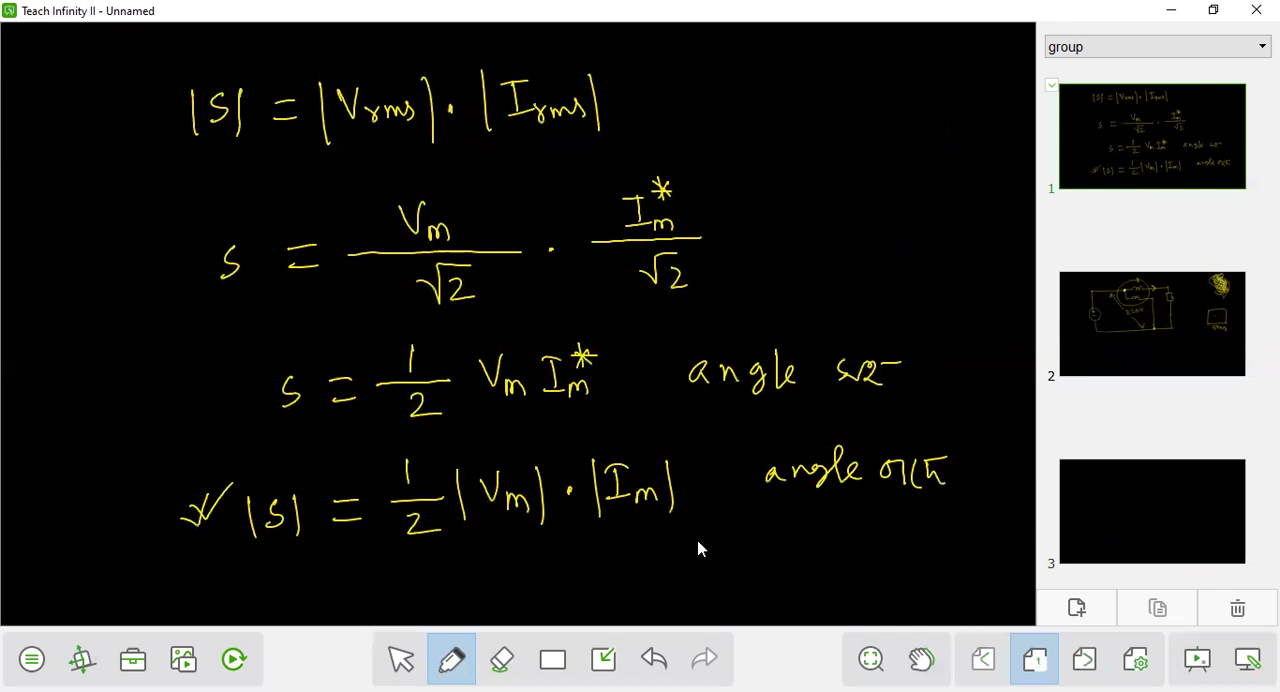 Teach Infinity II - Unnamed
group
|S| = |Vrms| · |Irms|
s = Vm/√2 · Im*/√2
s = 1/2 Vm Im* angle
|S| = 1/2 |Vm| · |Im| angle
1
2
3
1